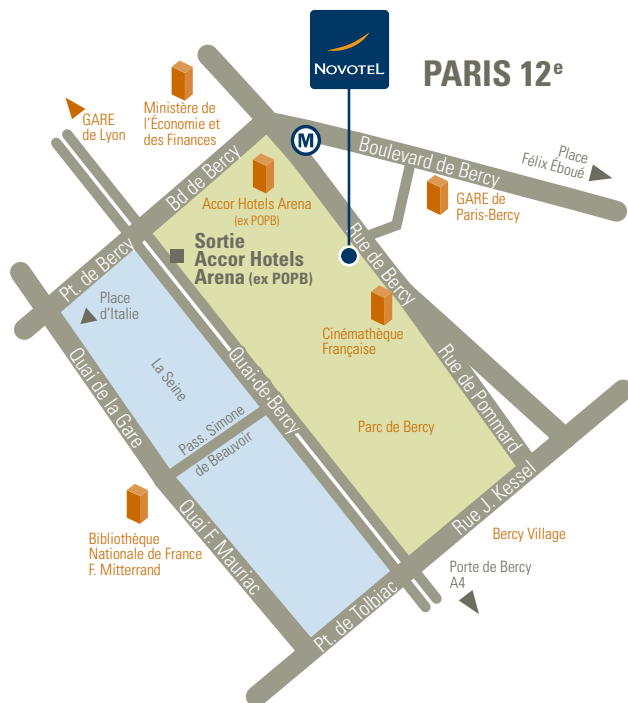 NOVOTEL
PARIS 12e
Ministère de
l'Économie et
des Finances
GARE
de Lyon
M
Boulevard de Bercy
Place
Félix Éboué
Bd de Bercy
Accor Hotels Arena
(ex POPB)
GARE de
Paris-Bercy
Sortie
Accor Hotels
Arena (ex POPB)
Rue de Bercy
Pt. de Bercy
Place
d'Italie
Cinémathèque
Française
La Seine
Quai de Bercy
Quai de la Gare
Rue de Pommard
Pass. Simone
de Beauvoir
Parc de Bercy
Rue J. Kessel
Bercy Village
Quai F. Mauriac
Bibliothèque
Nationale de France
F. Mitterrand
Porte de Bercy
A4
Pt. de Tolbiac